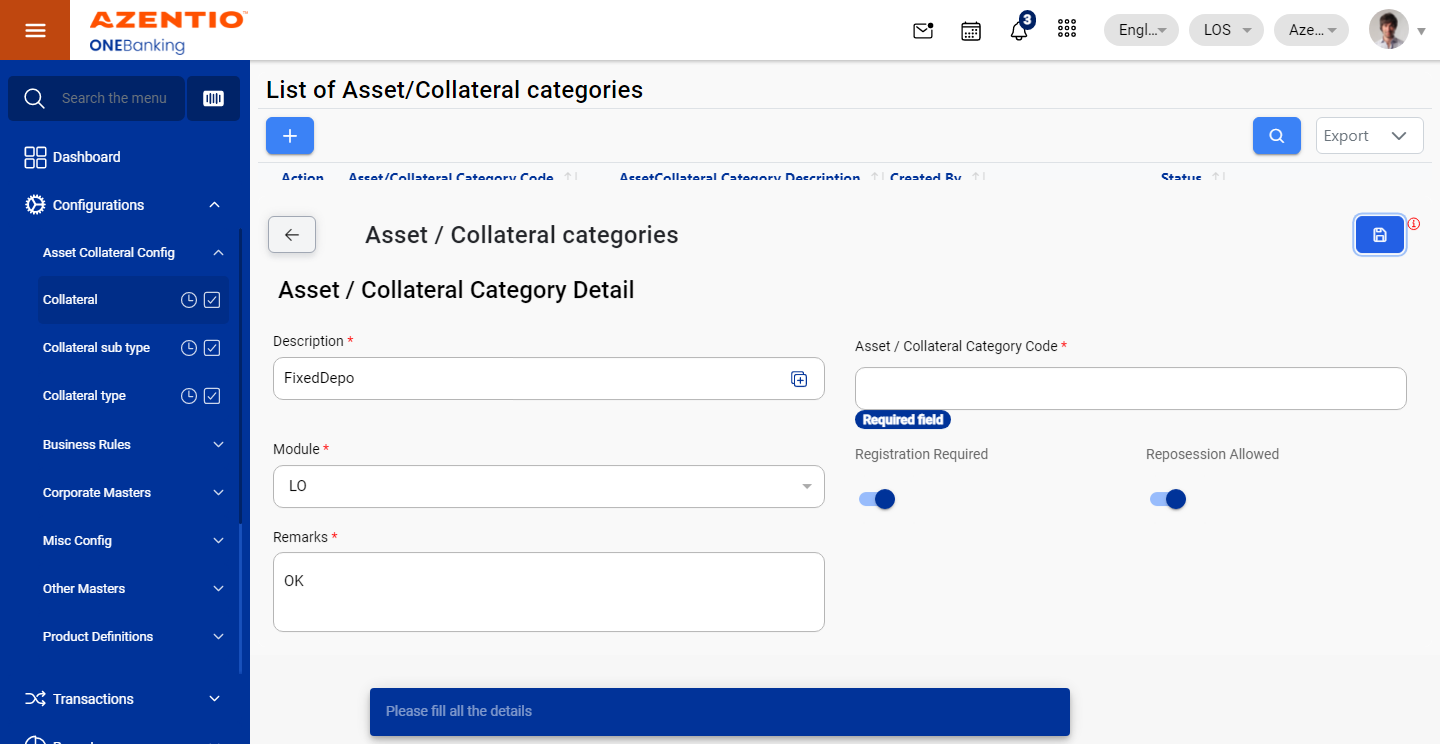 AZENTIO™
ONEBanking
3
Engl...
LOS
Aze...
Search the menu
Dashboard
Configurations
Asset Collateral Config
Collateral
Collateral sub type
Collateral type
Business Rules
Corporate Masters
Misc Config
Other Masters
Product Definitions
Transactions
List of Asset/Collateral categories
Export
Action Asset/Collateral Category Code AssetCollateral Category Description Created By Status
Asset / Collateral categories
Asset / Collateral Category Detail
Description *
FixedDepo
Asset / Collateral Category Code *
Required field
Module *
LO
Registration Required
Reposession Allowed
Remarks *
OK
Please fill all the details